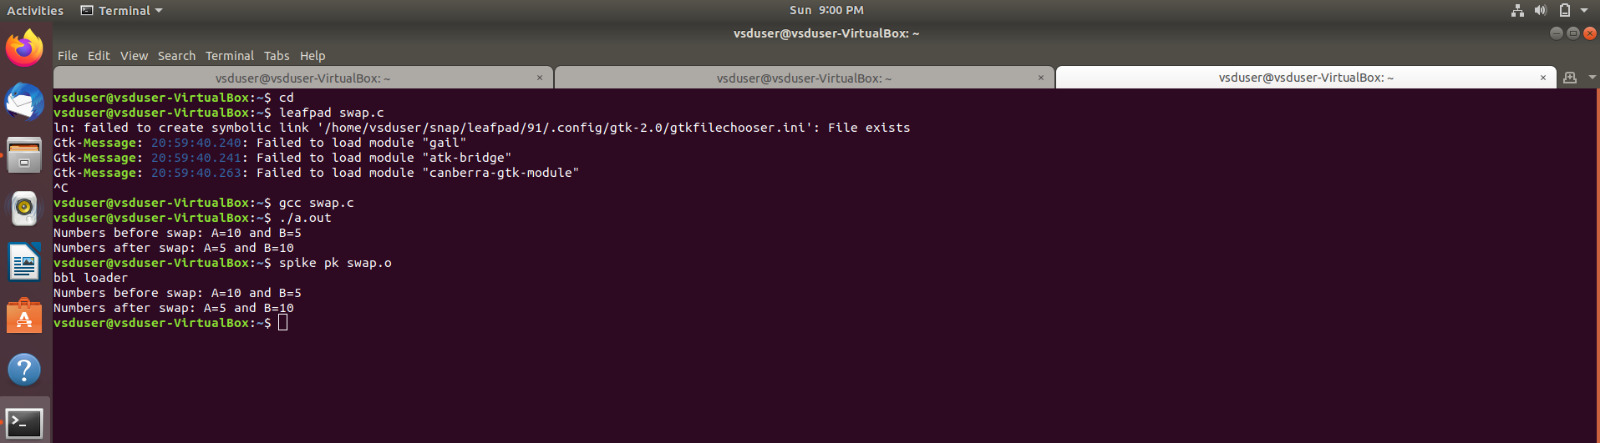 Activities Terminal Sun 9:00 PM
vsduser@vsduser-VirtualBox: ~
File Edit View Search Terminal Tabs Help
vsduser@vsduser-VirtualBox: ~ × vsduser@vsduser-VirtualBox: ~ × vsduser@vsduser-VirtualBox: ~ ×
vsduser@vsduser-VirtualBox:~$ cd
vsduser@vsduser-VirtualBox:~$ leafpad swap.c
ln: failed to create symbolic link '/home/vsduser/snap/leafpad/91/.config/gtk-2.0/gtkfilechooser.ini': File exists
Gtk-Message: 20:59:40.240: Failed to load module "gail"
Gtk-Message: 20:59:40.241: Failed to load module "atk-bridge"
Gtk-Message: 20:59:40.263: Failed to load module "canberra-gtk-module"
^C
vsduser@vsduser-VirtualBox:~$ gcc swap.c
vsduser@vsduser-VirtualBox:~$ ./a.out
Numbers before swap: A=10 and B=5
Numbers after swap: A=5 and B=10
vsduser@vsduser-VirtualBox:~$ spike pk swap.o
bbl loader
Numbers before swap: A=10 and B=5
Numbers after swap: A=5 and B=10
vsduser@vsduser-VirtualBox:~$